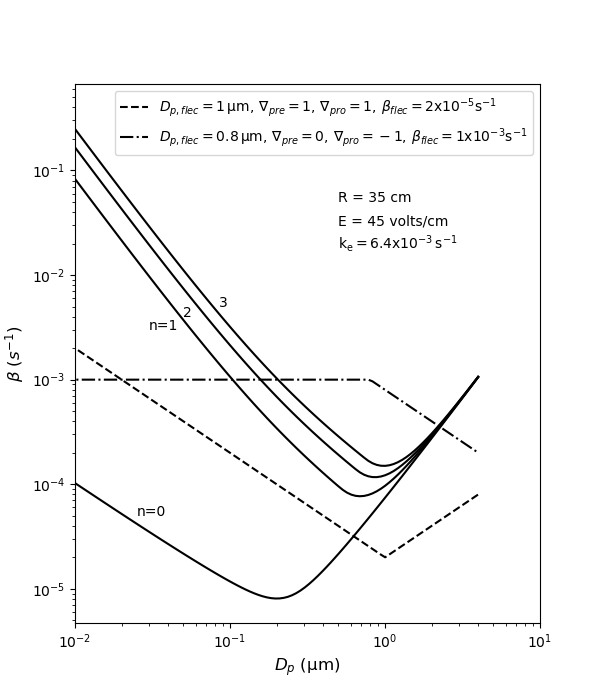 D_{p,flec} = 1 μm, ∇_{pre} = 1, ∇_{pro} = 1, β_{flec} = 2x10^{-5}s^{-1}
D_{p,flec} = 0.8 μm, ∇_{pre} = 0, ∇_{pro} = −1, β_{flec} = 1x10^{-3}s^{-1}
R = 35 cm
E = 45 volts/cm
k_e = 6.4x10^{-3} s^{-1}
3
2
n=1
n=0
β (s^{-1})
10^{-1}
10^{-2}
10^{-3}
10^{-4}
10^{-5}
10^{-2}
10^{-1}
10^{0}
10^{1}
D_p (μm)